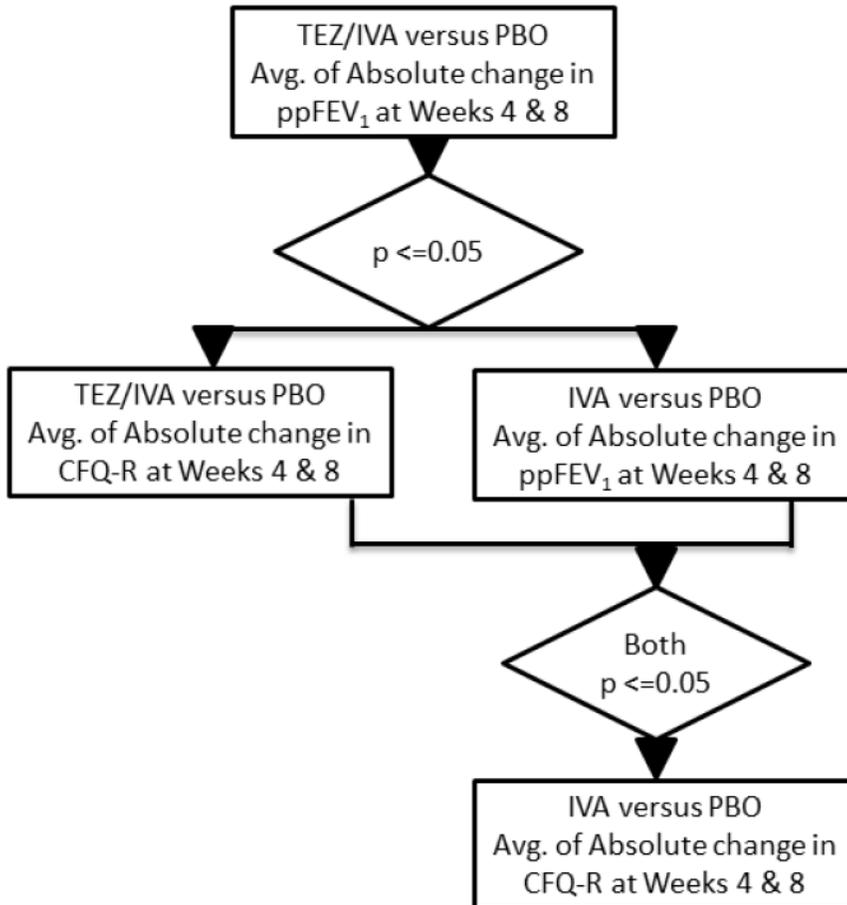 TEZ/IVA versus PBO
Avg. of Absolute change in
ppFEV₁ at Weeks 4 & 8
p <=0.05
TEZ/IVA versus PBO
Avg. of Absolute change in
CFQ-R at Weeks 4 & 8
IVA versus PBO
Avg. of Absolute change in
ppFEV₁ at Weeks 4 & 8
Both
p <=0.05
IVA versus PBO
Avg. of Absolute change in
CFQ-R at Weeks 4 & 8